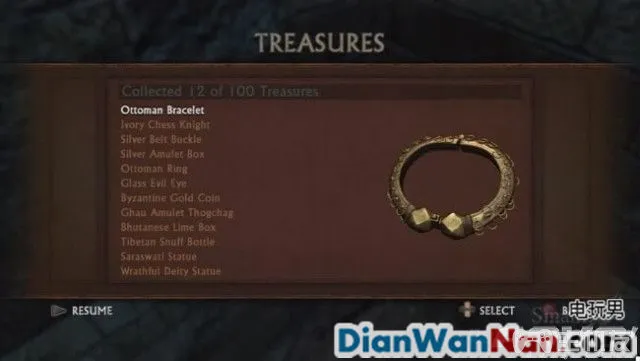 TREASURES
Collected 12 of 100 Treasures
Ottoman Bracelet
Ivory Chess Knight
Silver Belt Buckle
Silver Amulet Box
Ottoman Ring
Glass Evil Eye
Byzantine Gold Coin
Ghau Amulet Thogchag
Bhutanese Lime Box
Tibetan Snuff Bottle
Saraswati Statue
Wrathful Deity Statue
RESUME
SELECT
电玩男
DianWanNan.com